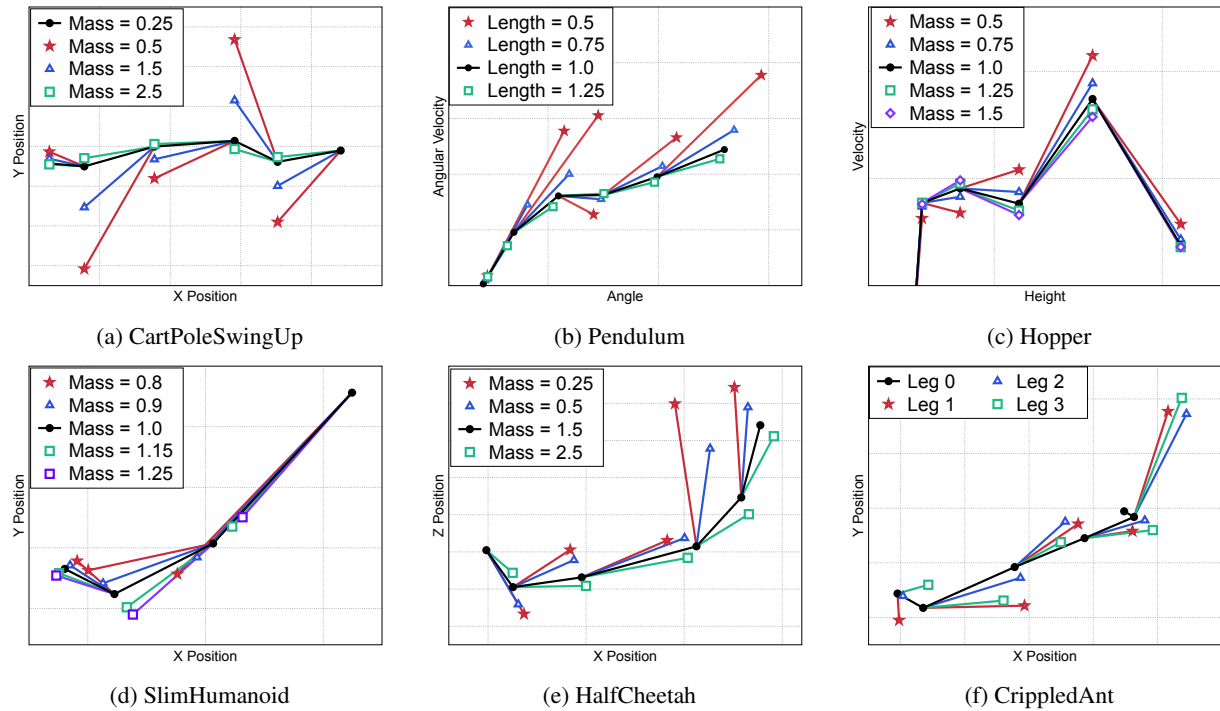 Mass = 0.25
Mass = 0.5
Mass = 1.5
Mass = 2.5
Y Position
X Position
(a) CartPoleSwingUp
Length = 0.5
Length = 0.75
Length = 1.0
Length = 1.25
Angular Velocity
Angle
(b) Pendulum
Mass = 0.5
Mass = 0.75
Mass = 1.0
Mass = 1.25
Mass = 1.5
Velocity
Height
(c) Hopper
Mass = 0.8
Mass = 0.9
Mass = 1.0
Mass = 1.15
Mass = 1.25
Y Position
X Position
(d) SlimHumanoid
Mass = 0.25
Mass = 0.5
Mass = 1.5
Mass = 2.5
Z Position
X Position
(e) HalfCheetah
Leg 0 Leg 2
Leg 1 Leg 3
Y Position
X Position
(f) CrippledAnt